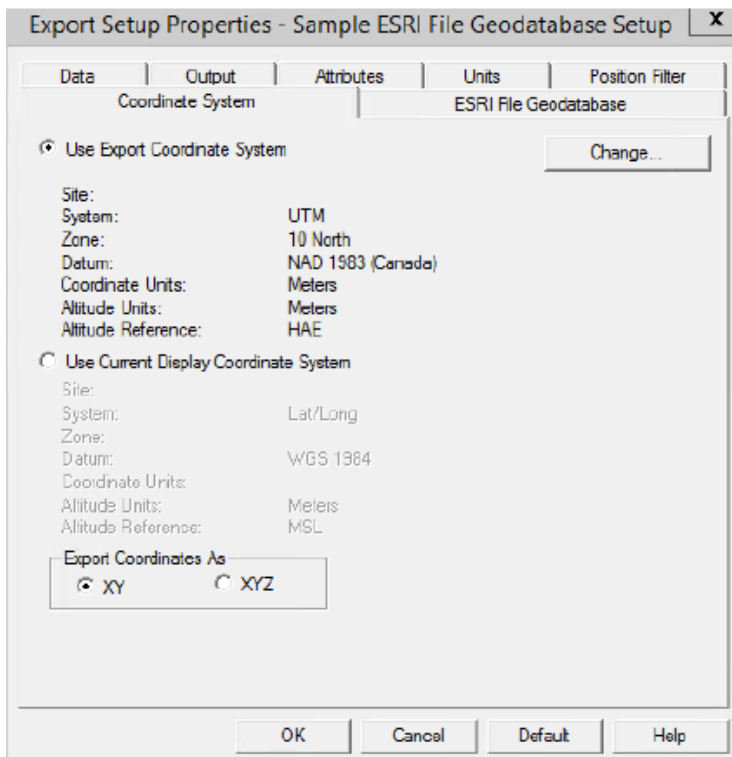 Export Setup Properties - Sample ESRI File Geodatabase Setup X
Data Output Attributes Units Position Filter
Coordinate System ESRI File Geodatabase
Use Export Coordinate System Change...
Site:
System: UTM
Zone: 10 North
Datum: NAD 1983 (Canada)
Coordinate Units: Meters
Altitude Units: Meters
Altitude Reference: HAE
Use Current Display Coordinate System
Site:
System: Lat/Long
Zone:
Datum: WGS 1984
Coordinate Units:
Altitude Units: Meters
Altitude Reference: MSL
Export Coordinates As
XY XYZ
OK Cancel Default Help